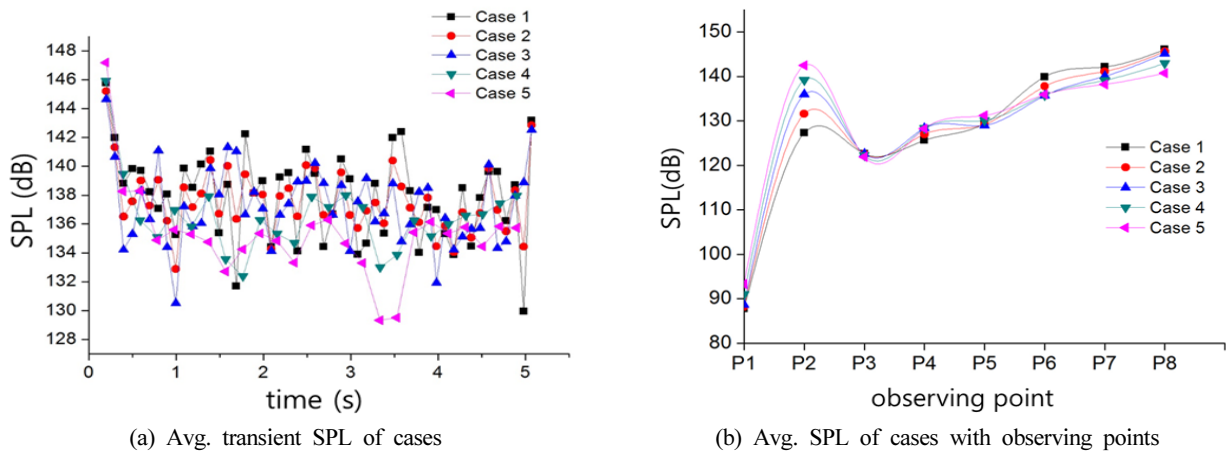 Case 1
Case 2
Case 3
Case 4
Case 5
148
146
144
142
140
138
136
134
132
130
128
SPL (dB)
0 1 2 3 4 5
time (s)
(a) Avg. transient SPL of cases
150
140
130
120
110
100
90
80
SPL(dB)
Case 1
Case 2
Case 3
Case 4
Case 5
P1 P2 P3 P4 P5 P6 P7 P8
observing point
(b) Avg. SPL of cases with observing points